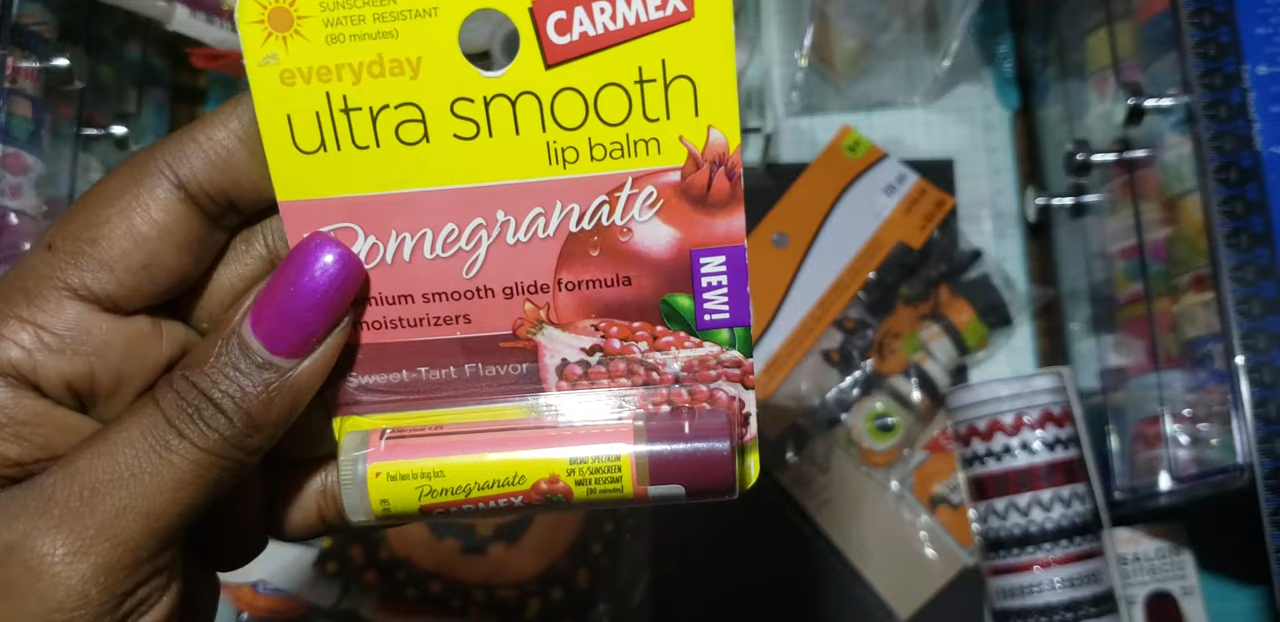 SUNSCREEN
WATER RESISTANT
(80 minutes)
CARMEX
everyday
ultra smooth
lip balm
Pomegranate
NEW!
mium smooth glide formula
moisturizers
Sweet-Tart Flavor
Peel here for drug facts.
Pomegranate
CARMEX
BROAD SPECTRUM
SPF 15/SUNSCREEN
WATER RESISTANT
(80 minutes)
SALON